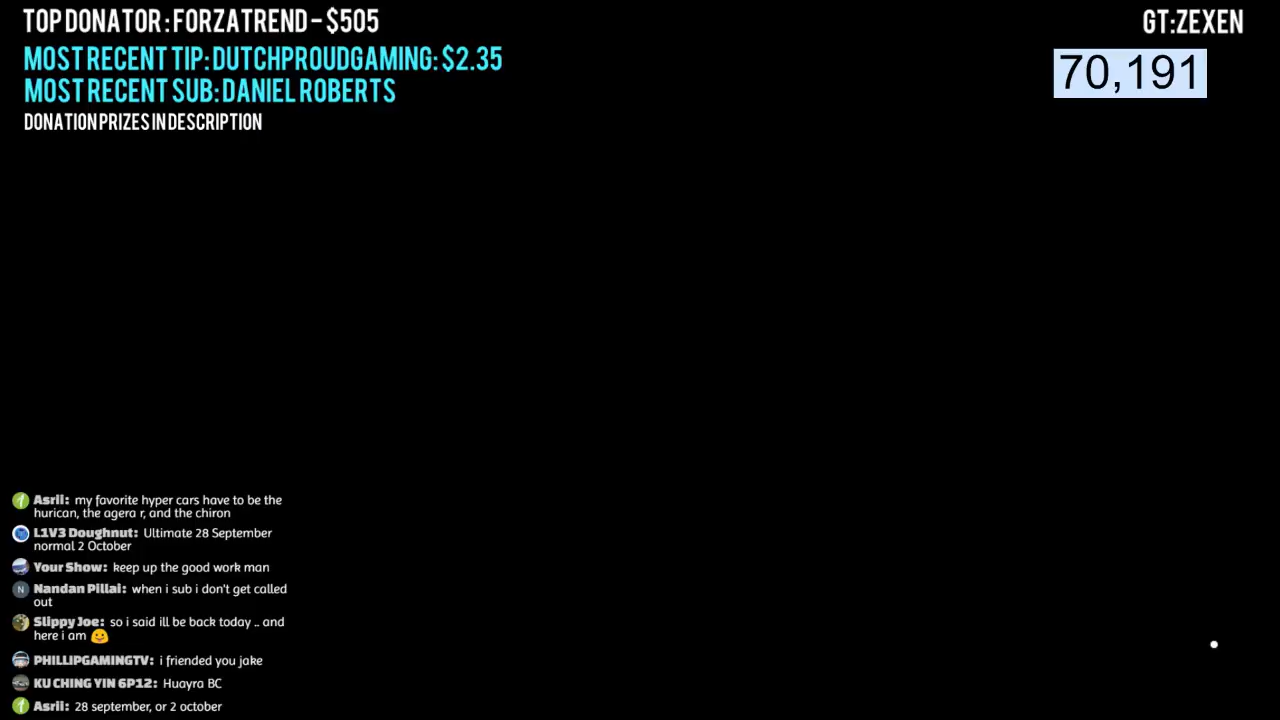 TOP DONATOR : FORZATREND - $505
GT:ZEXEN
MOST RECENT TIP: DUTCHPROUDGAMING: $2.35
70,191
MOST RECENT SUB: DANIEL ROBERTS
DONATION PRIZES IN DESCRIPTION
Asrii: my favorite hyper cars have to be the
hurican, the agera r, and the chiron
L1V3 Doughnut: Ultimate 28 September
normal 2 October
Your Show: keep up the good work man
N Nandan Pillai: when i sub i don't get called
out
Slippy Joe: so i said ill be back today .. and
here i am
PHILLIPGAMINGTV: i friended you jake
KU CHING YIN 6P12: Huayra BC
Asrii: 28 september, or 2 october